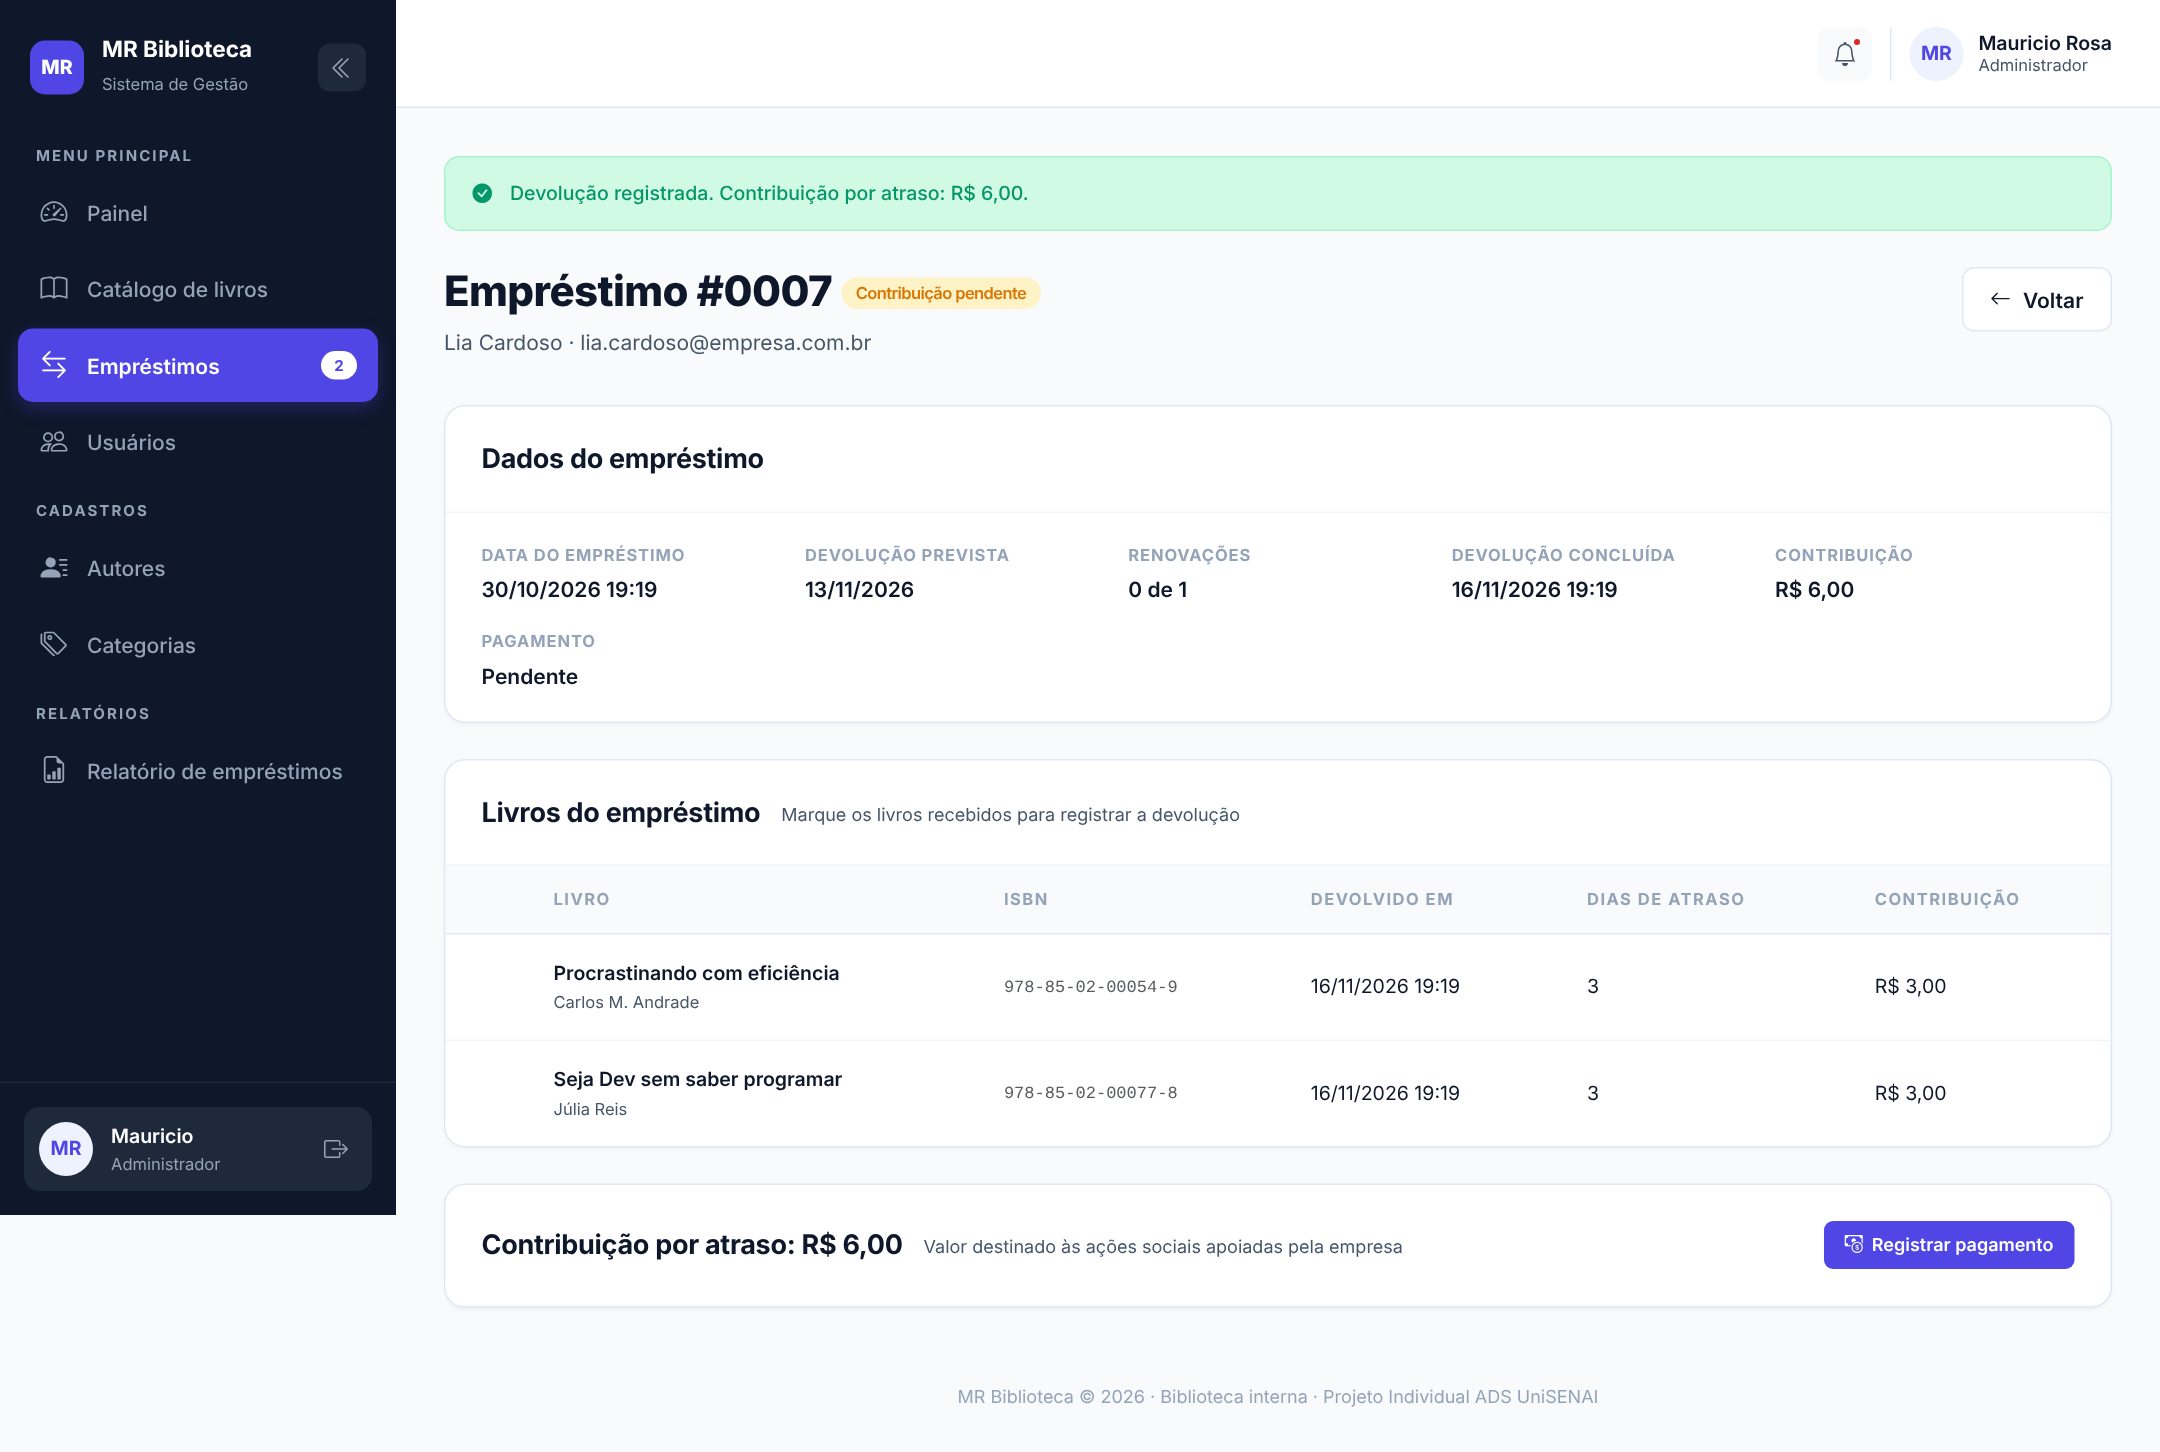 MR
MR Biblioteca
Sistema de Gestão
MENU PRINCIPAL
Painel
Catálogo de livros
Empréstimos
2
Usuários
CADASTROS
Autores
Categorias
RELATÓRIOS
Relatório de empréstimos
MR
Mauricio
Administrador
MR
Mauricio Rosa
Administrador
Devolução registrada. Contribuição por atraso: R$ 6,00.
Empréstimo #0007 Contribuição pendente
Lia Cardoso · lia.cardoso@empresa.com.br
Voltar
Dados do empréstimo
DATA DO EMPRÉSTIMO DEVOLUÇÃO PREVISTA RENOVAÇÕES DEVOLUÇÃO CONCLUÍDA CONTRIBUIÇÃO
30/10/2026 19:19 13/11/2026 0 de 1 16/11/2026 19:19 R$ 6,00
PAGAMENTO
Pendente
Livros do empréstimo Marque os livros recebidos para registrar a devolução
LIVRO ISBN DEVOLVIDO EM DIAS DE ATRASO CONTRIBUIÇÃO
Procrastinando com eficiência
Carlos M. Andrade
978-85-02-00054-9 16/11/2026 19:19 3 R$ 3,00
Seja Dev sem saber programar
Júlia Reis
978-85-02-00077-8 16/11/2026 19:19 3 R$ 3,00
Contribuição por atraso: R$ 6,00 Valor destinado às ações sociais apoiadas pela empresa
Registrar pagamento
MR Biblioteca © 2026 · Biblioteca interna · Projeto Individual ADS UniSENAI